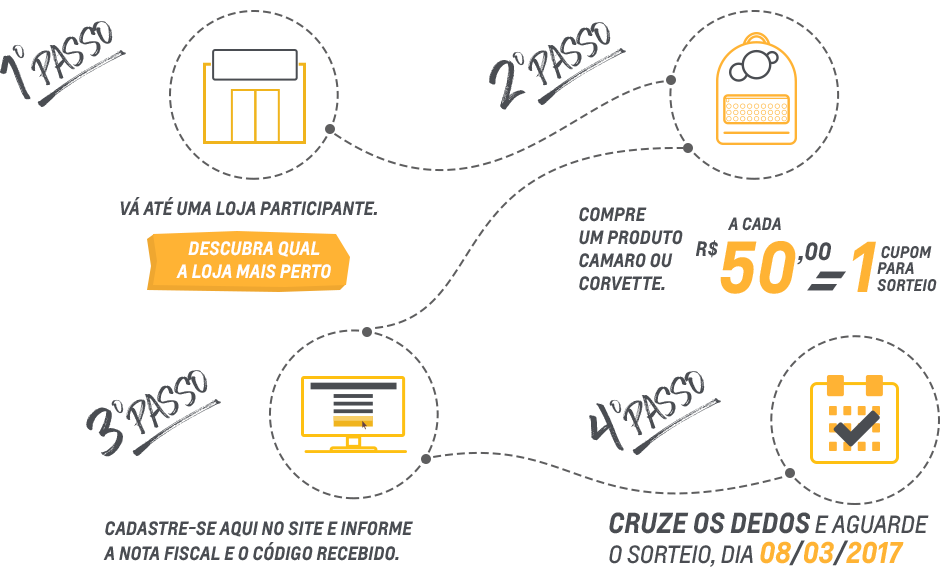 1º PASSO
VÁ ATÉ UMA LOJA PARTICIPANTE.
DESCUBRA QUAL
A LOJA MAIS PERTO
2º PASSO
COMPRE
UM PRODUTO
CAMARO OU
CORVETTE.
A CADA
R$ 50,00 = 1
CUPOM
PARA
SORTEIO
3º PASSO
CADASTRE-SE AQUI NO SITE E INFORME
A NOTA FISCAL E O CÓDIGO RECEBIDO.
4º PASSO
CRUZE OS DEDOS E AGUARDE
O SORTEIO, DIA 08/03/2017